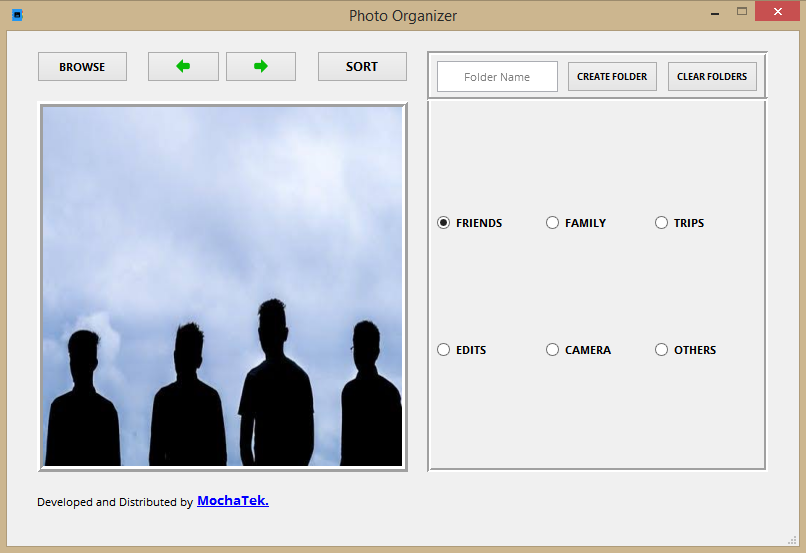 Photo Organizer
BROWSE
SORT
Folder Name
CREATE FOLDER
CLEAR FOLDERS
FRIENDS
FAMILY
TRIPS
EDITS
CAMERA
OTHERS
Developed and Distributed by MochaTek.